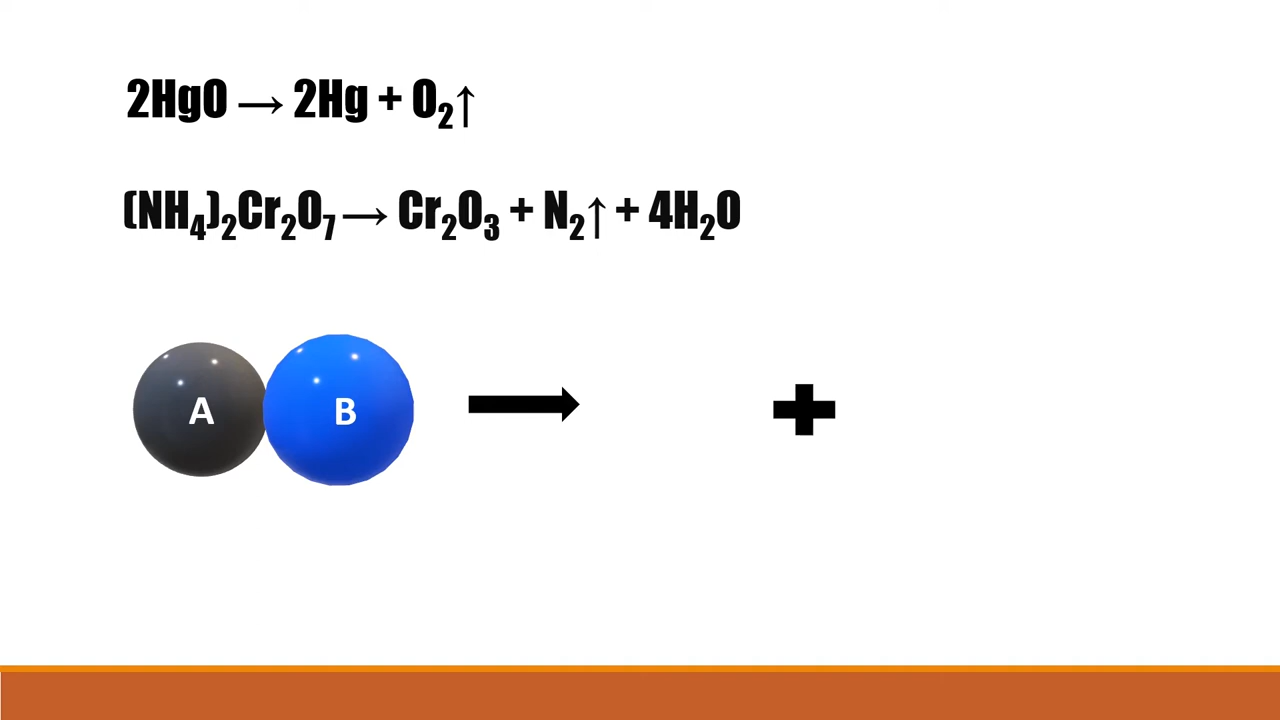 2HgO → 2Hg + O₂↑
(NH₄)₂Cr₂O₇ → Cr₂O₃ + N₂↑ + 4H₂O
A B